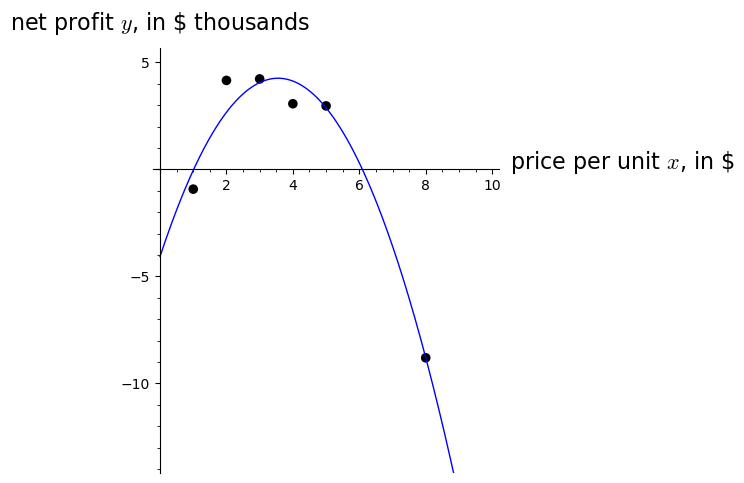 net profit y, in $ thousands
5
price per unit x, in $
2 4 6 8 10
−5
−10